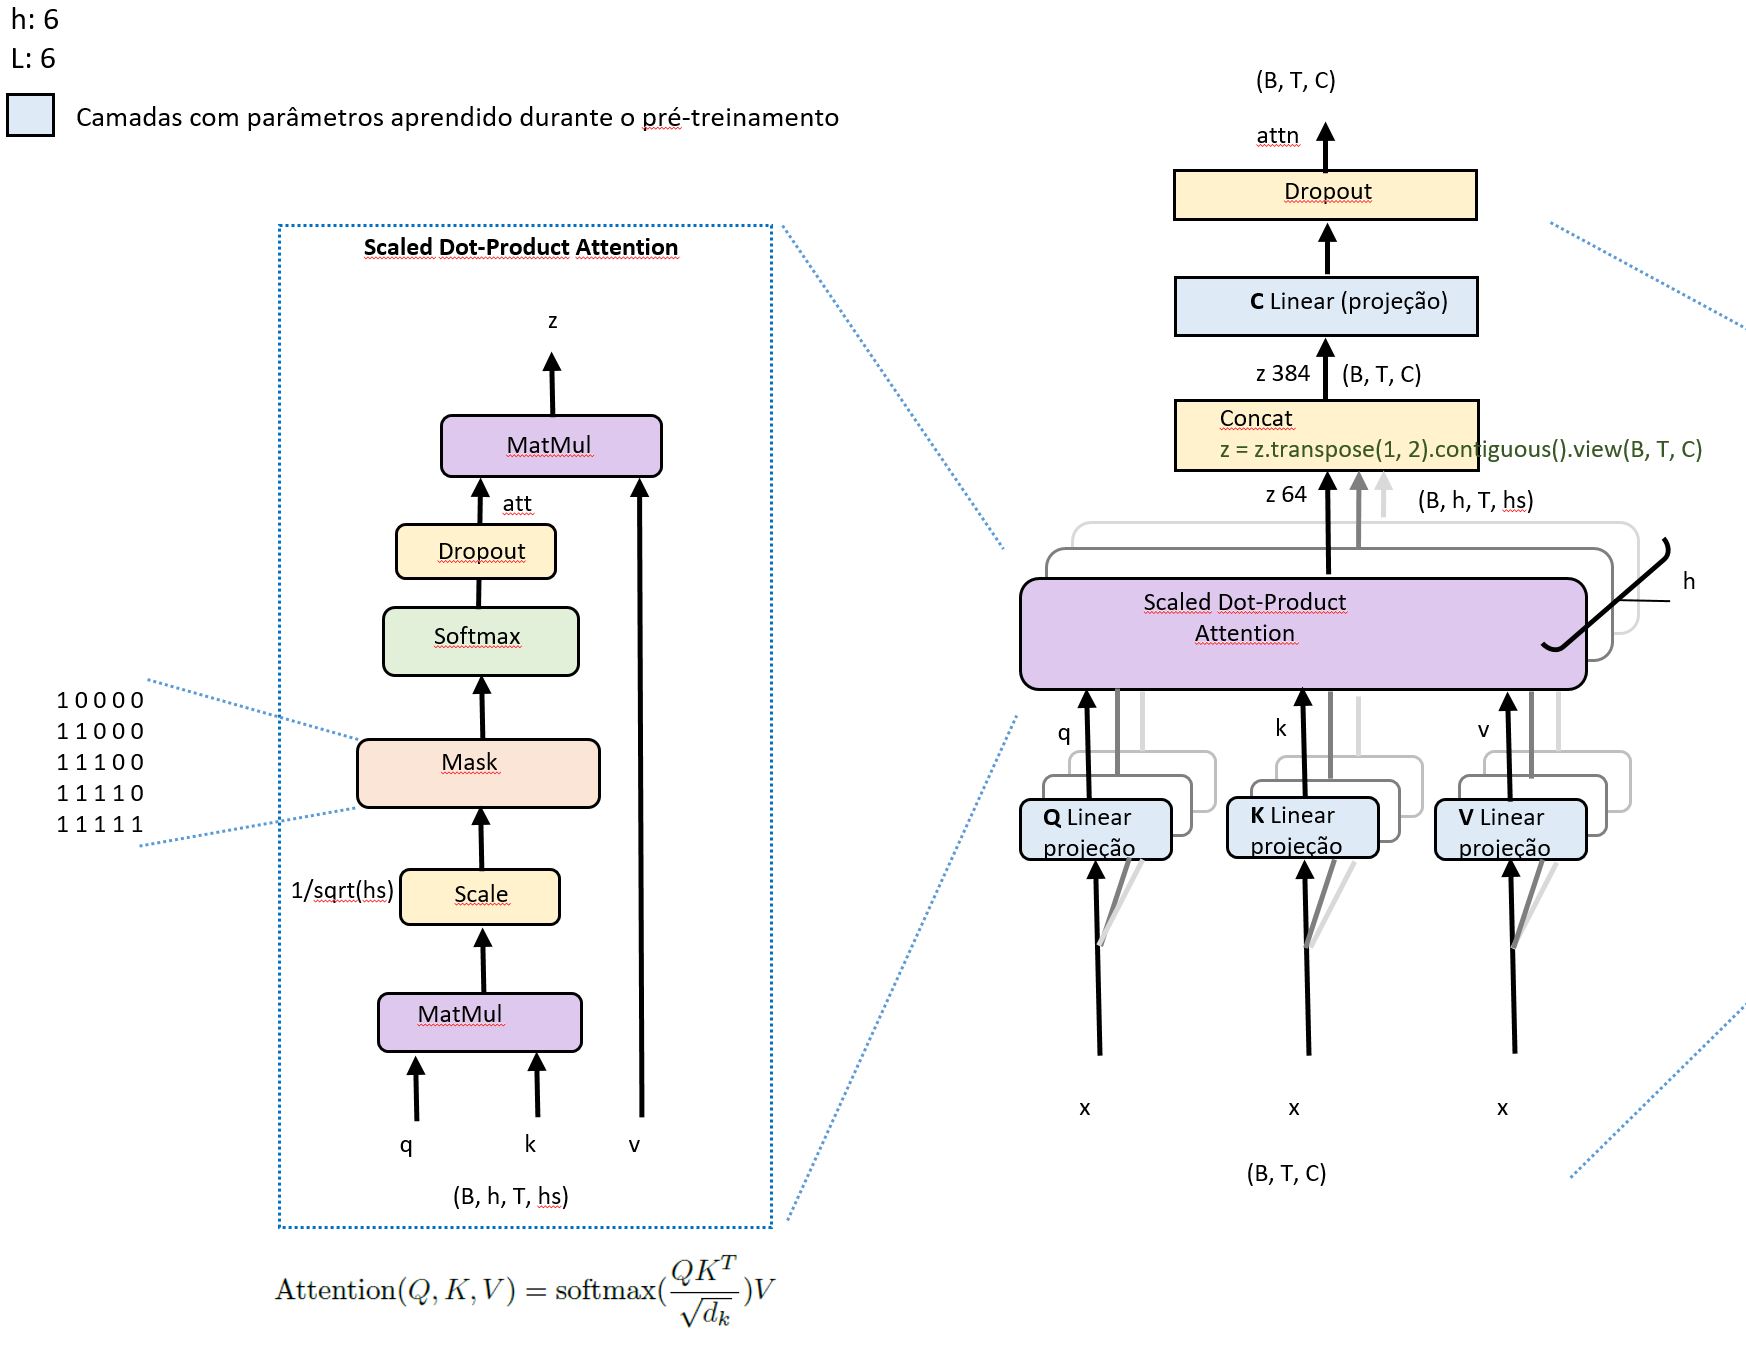 h: 6
L: 6
Camadas com parâmetros aprendido durante o pré-treinamento
Scaled Dot-Product Attention
z
MatMul
att
Dropout
Softmax
1 0 0 0 0
1 1 0 0 0
1 1 1 0 0
1 1 1 1 0
1 1 1 1 1
Mask
1/sqrt(hs)
Scale
MatMul
q
k
v
(B, h, T, hs)
Attention(Q, K, V) = softmax(QK^T/√d_k)V
(B, T, C)
attn
Dropout
C Linear (projeção)
z 384
(B, T, C)
Concat
z = z.transpose(1, 2).contiguous().view(B, T, C)
z 64
(B, h, T, hs)
Scaled Dot-Product
Attention
h
q
k
v
Q Linear
projeção
K Linear
projeção
V Linear
projeção
x
x
x
(B, T, C)